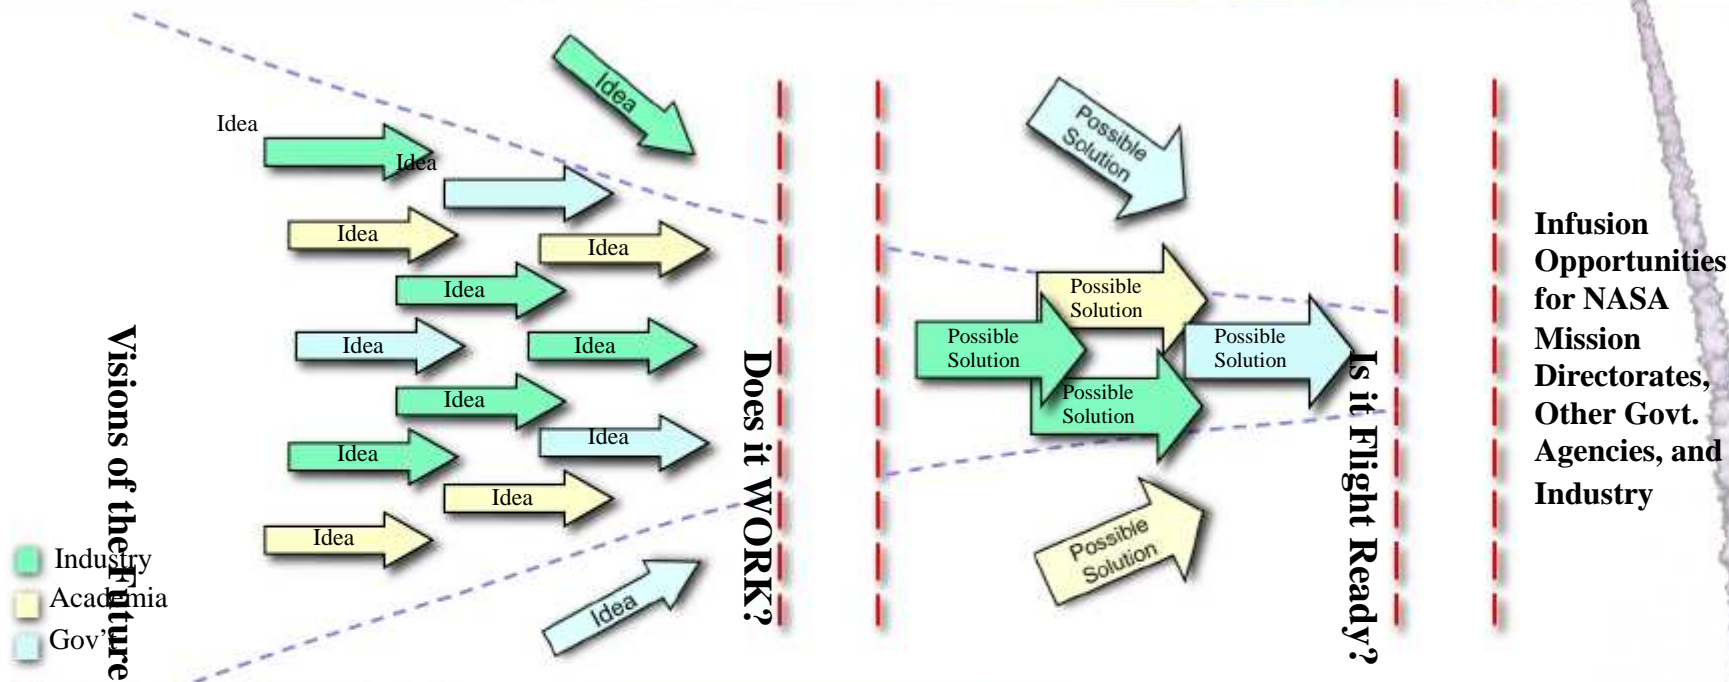 Visions of the Future
Idea
Idea
Idea
Idea
Idea
Idea
Idea
Idea
Idea
Idea
Idea
Idea
Idea
Idea
Industry
Academia
Gov't
Does it WORK?
Possible
Solution
Possible
Solution
Possible
Solution
Possible
Solution
Possible
Solution
Possible
Solution
Is it Flight Ready?
Infusion
Opportunities
for NASA
Mission
Directorates,
Other Govt.
Agencies, and
Industry